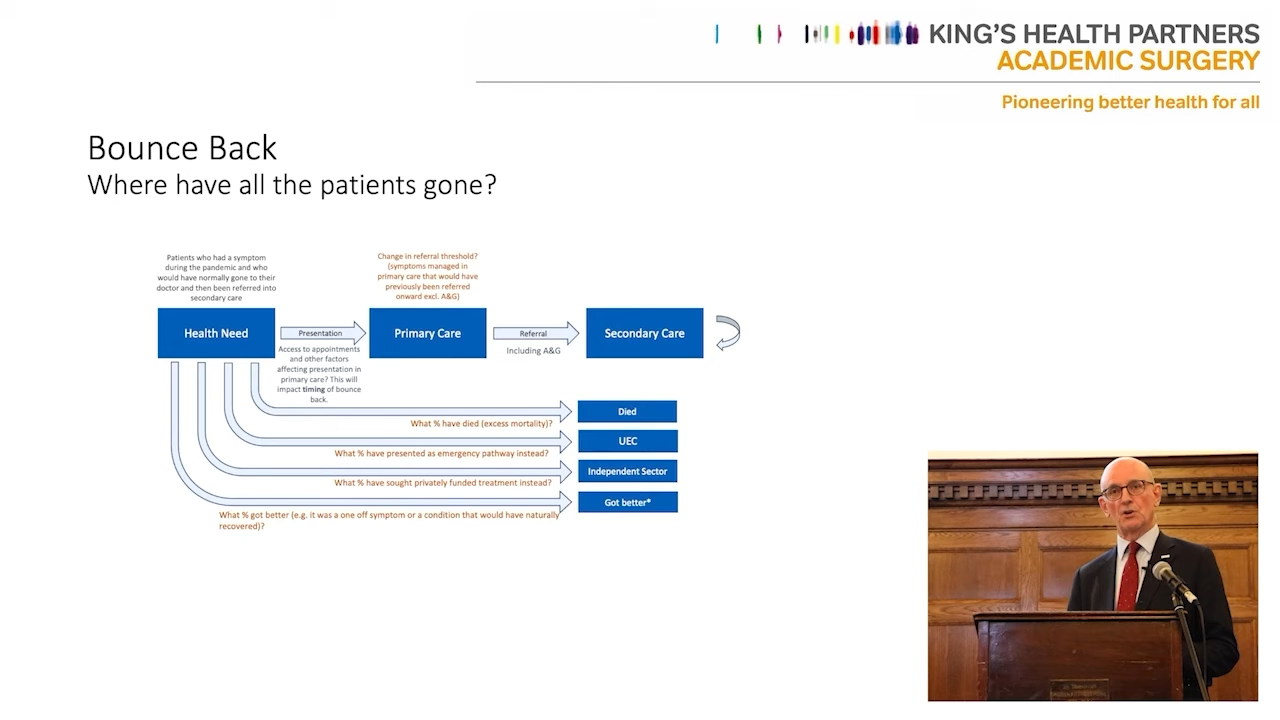 KING'S HEALTH PARTNERS
ACADEMIC SURGERY
Pioneering better health for all
Bounce Back
Where have all the patients gone?
Patients who had a symptom
during the pandemic and who
would have normally gone to their
doctor and then been referred into
secondary care
Change in referral threshold?
(symptoms managed in
primary care that would have
previously been referred
onward excl. A&G)
Health Need
Presentation
Primary Care
Referral
Secondary Care
Access to appointments
and other factors
affecting presentation in
primary care? This will
impact timing of bounce
back.
Including A&G
Died
What % have died (excess mortality)?
UEC
What % have presented as emergency pathway instead?
Independent Sector
What % have sought privately funded treatment instead?
Got better*
What % got better (e.g. it was a one off symptom or a condition that would have naturally
recovered)?